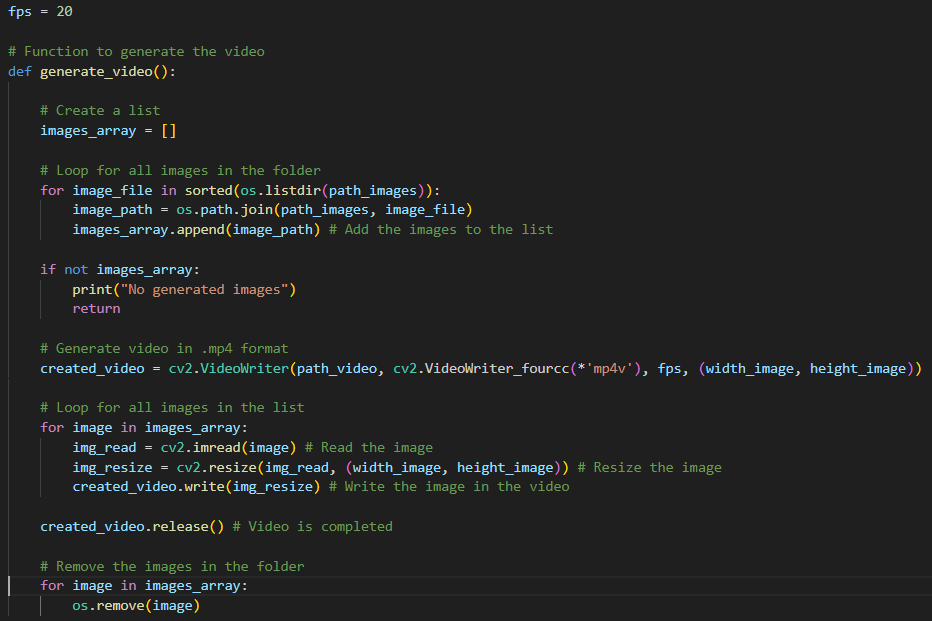 fps = 20
# Function to generate the video
def generate_video():
    # Create a list
    images_array = []
    # Loop for all images in the folder
    for image_file in sorted(os.listdir(path_images)):
        image_path = os.path.join(path_images, image_file)
        images_array.append(image_path) # Add the images to the list
    if not images_array:
        print("No generated images")
        return
    # Generate video in .mp4 format
    created_video = cv2.VideoWriter(path_video, cv2.VideoWriter_fourcc(*'mp4v'), fps, (width_image, height_image))
    # Loop for all images in the list
    for image in images_array:
        img_read = cv2.imread(image) # Read the image
        img_resize = cv2.resize(img_read, (width_image, height_image)) # Resize the image
        created_video.write(img_resize) # Write the image in the video
    created_video.release() # Video is completed
    # Remove the images in the folder
    for image in images_array:
        os.remove(image)